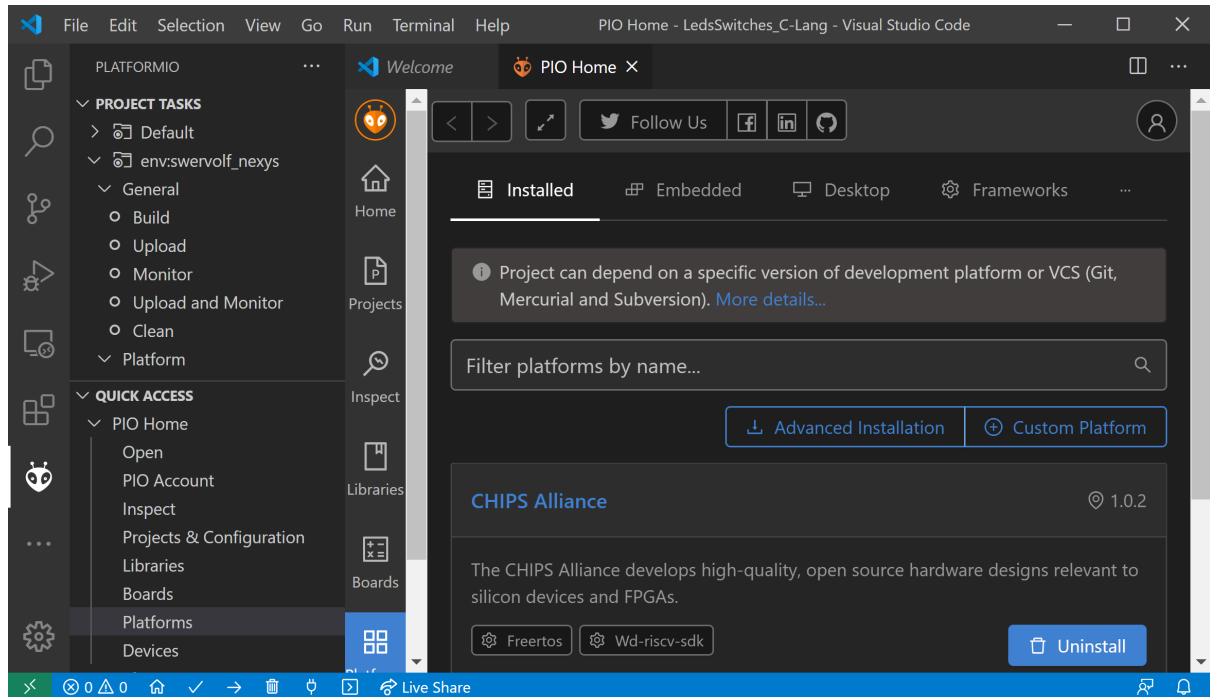 File Edit Selection View Go Run Terminal Help PIO Home - LedsSwitches_C-Lang - Visual Studio Code
PLATFORMIO
PROJECT TASKS
Default
env:swervolf_nexys
General
Build
Upload
Monitor
Upload and Monitor
Clean
Platform
QUICK ACCESS
PIO Home
Open
PIO Account
Inspect
Projects & Configuration
Libraries
Boards
Platforms
Devices
Welcome PIO Home
Home
Projects
Inspect
Libraries
Boards
Follow Us
Installed Embedded Desktop Frameworks
Project can depend on a specific version of development platform or VCS (Git,
Mercurial and Subversion). More details...
Filter platforms by name...
Advanced Installation Custom Platform
CHIPS Alliance 1.0.2
The CHIPS Alliance develops high-quality, open source hardware designs relevant to
silicon devices and FPGAs.
Freertos Wd-riscv-sdk Uninstall
0 0 Live Share